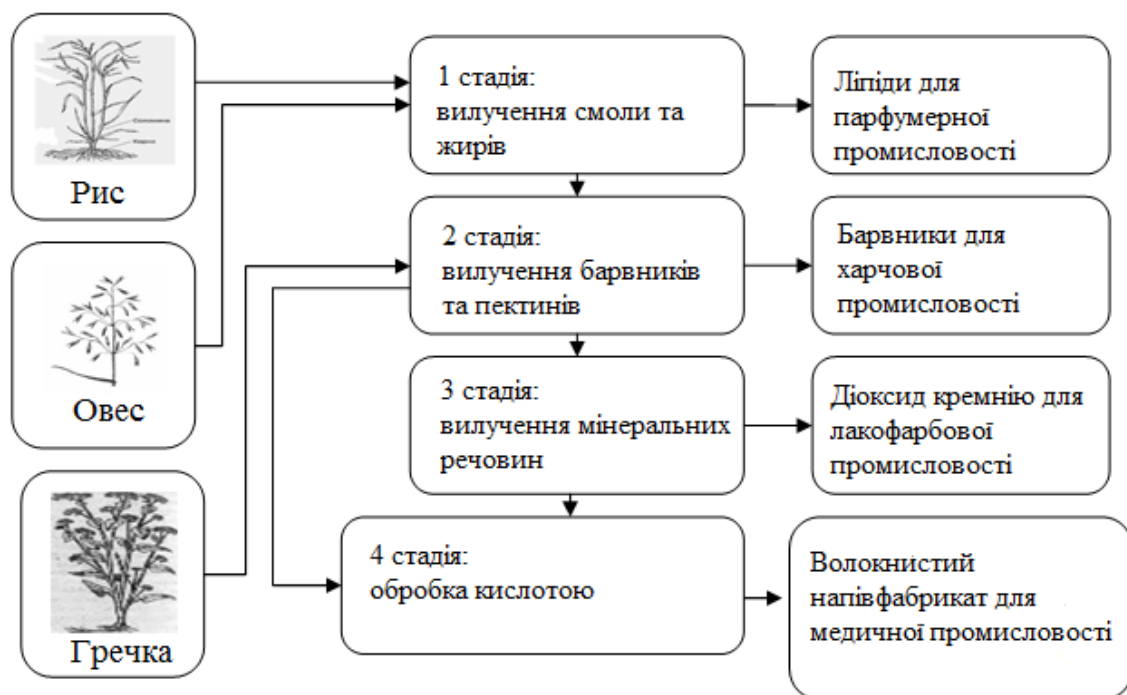 Рис
Овес
Гречка
1 стадія:
вилучення смоли та
жирів
2 стадія:
вилучення барвників
та пектинів
3 стадія:
вилучення мінеральних
речовин
4 стадія:
обробка кислотою
Ліпіди для
парфумерної
промисловості
Барвники для
харчової
промисловості
Діоксид кремнію для
лакофарбової
промисловості
Волокнистий
напівфабрикат для
медичної промисловості